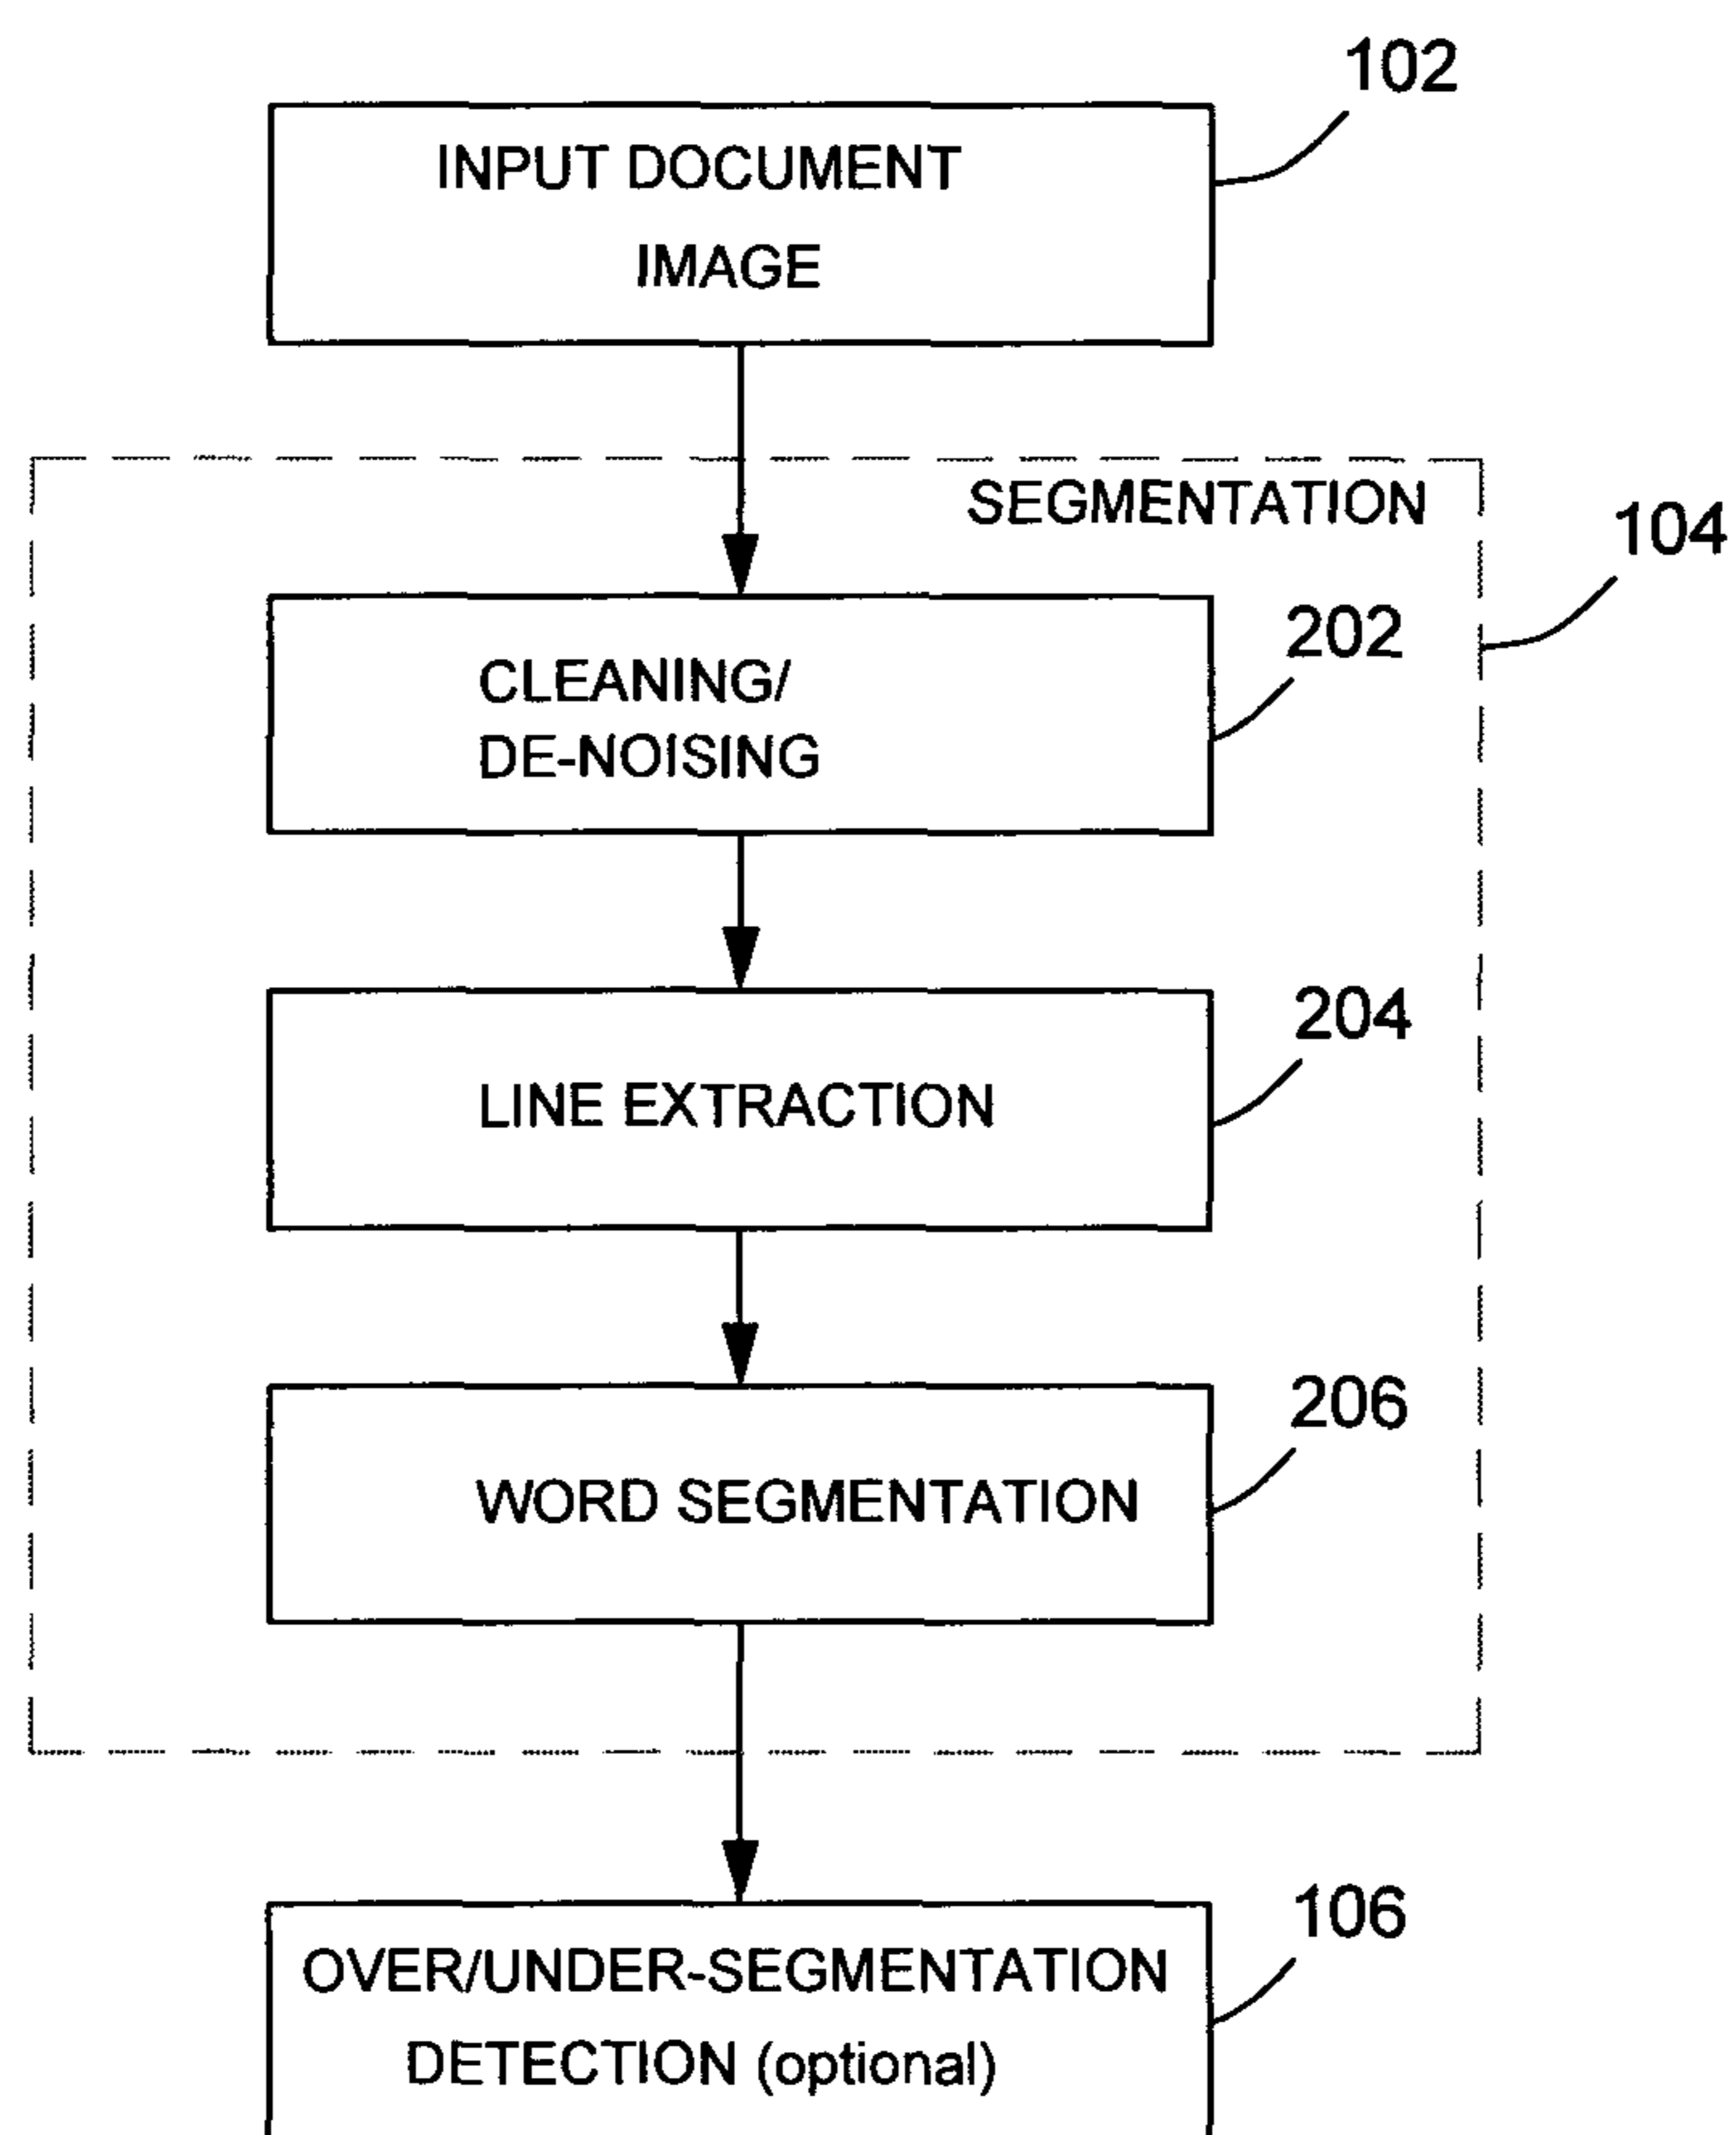 102
INPUT DOCUMENT
IMAGE
SEGMENTATION
104
202
CLEANING/
DE-NOISING
204
LINE EXTRACTION
206
WORD SEGMENTATION
106
OVER/UNDER-SEGMENTATION
DETECTION (optional)